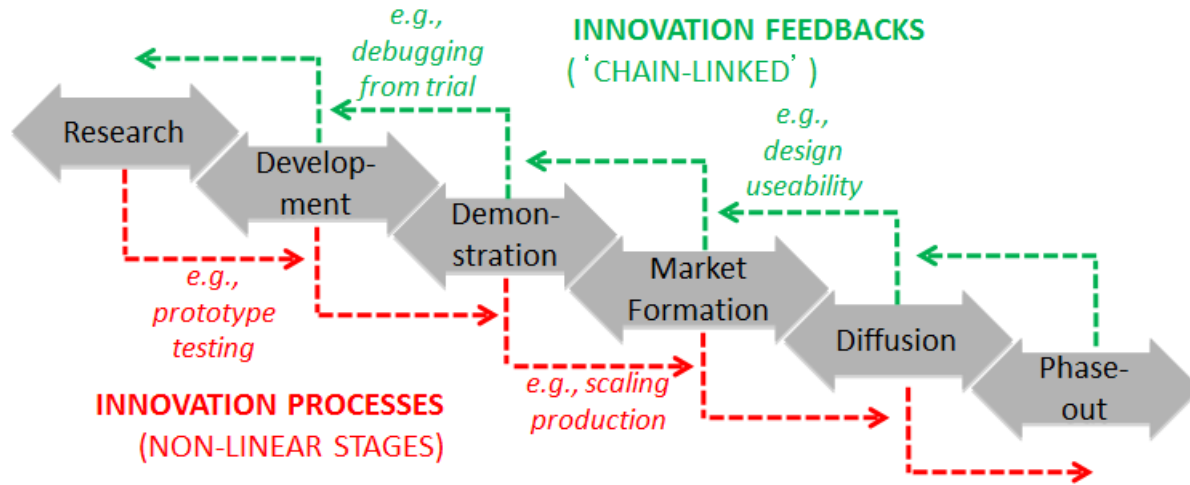 e.g.,
debugging
from trial
INNOVATION FEEDBACKS
( ‘CHAIN-LINKED’ )
Research
Develop-
ment
e.g.,
design
useability
Demon-
stration
e.g.,
prototype
testing
Market
Formation
Diffusion
e.g., scaling
production
Phase-
out
INNOVATION PROCESSES
(NON-LINEAR STAGES)